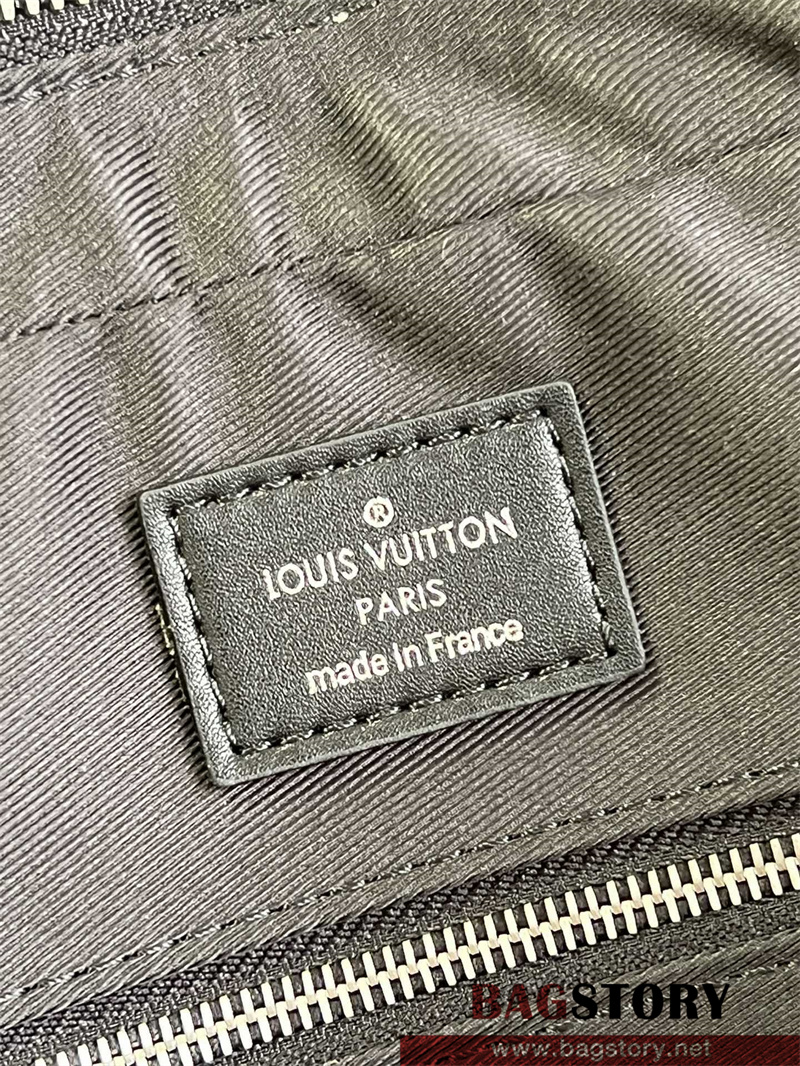 ®
LOUIS VUITTON
PARIS
made in France
BAGSTORY
www.bagstory.net